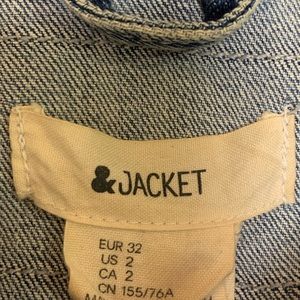 &JACKET
EUR 32
US 2
CA 2
CN 155/76A